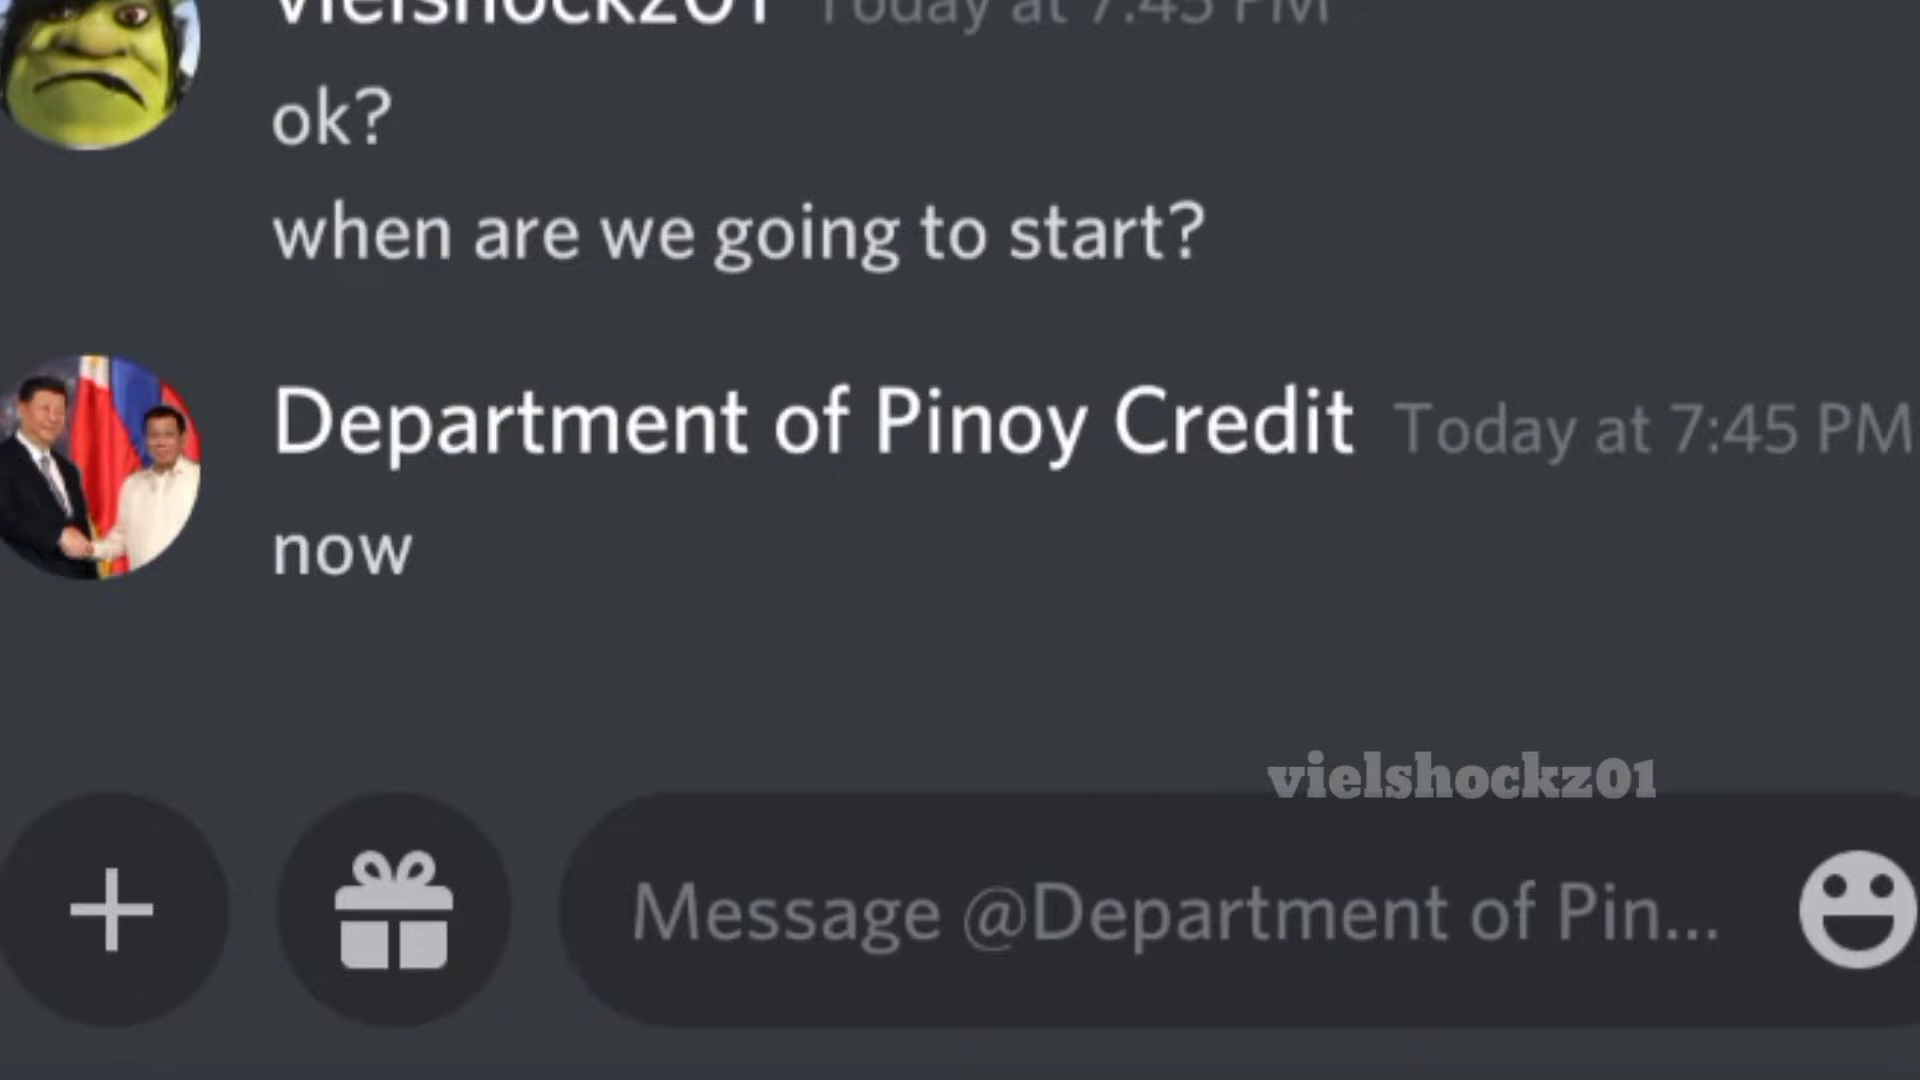 vielshockz01 Today at 7:45 PM
ok?
when are we going to start?
Department of Pinoy Credit Today at 7:45 PM
now
vielshockz01
Message @Department of Pin...